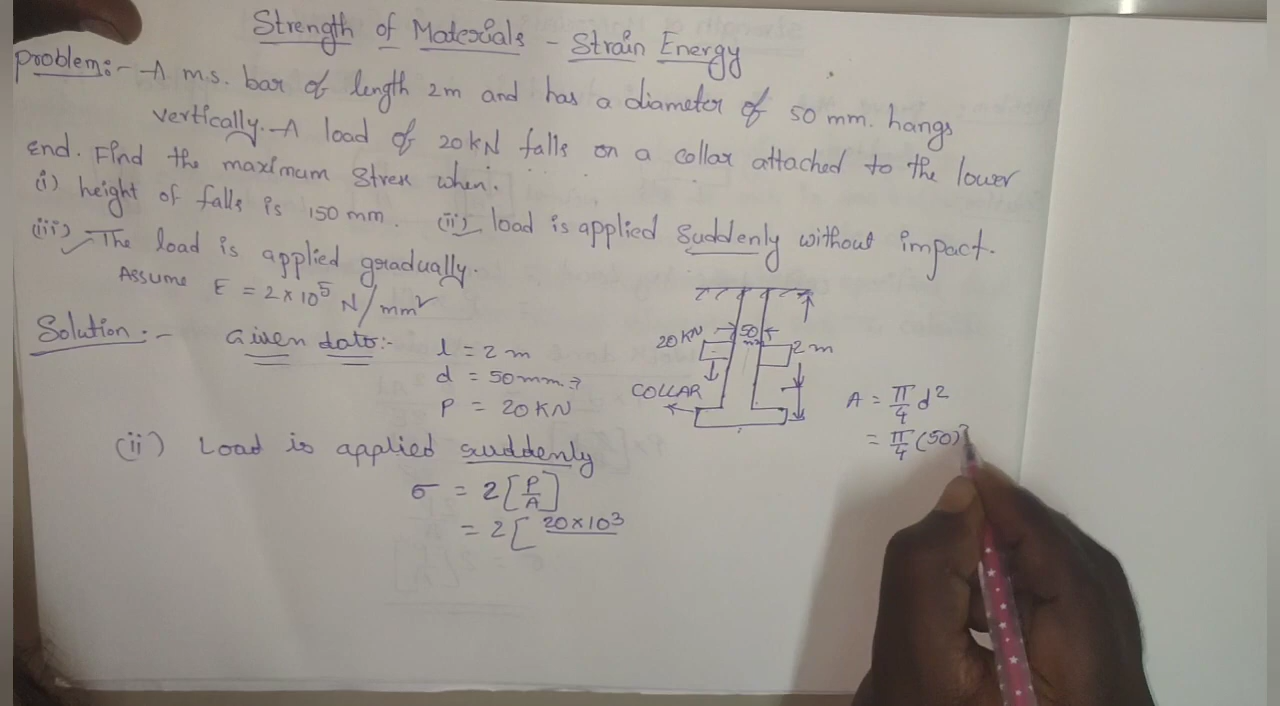 Strength of Materials - Strain Energy
problem:- A m.s. bar of length 2m and has a diameter of 50 mm. hangs
vertically. A load of 20kN falls on a collar attached to the lower
end. Find the maximum stress when:
(i) height of falls is 150 mm. (ii) load is applied suddenly without impact.
(iii) The load is applied gradually.
Assume E = 2×10⁵ N/mm²
Solution:- Given data:-
l = 2 m
d = 50mm
P = 20KN
20KN
50
2m
COLLAR
A = π/4 d²
= π/4 (50)²
(ii) Load is applied suddenly
σ = 2[P/A]
= 2[ 20×10³